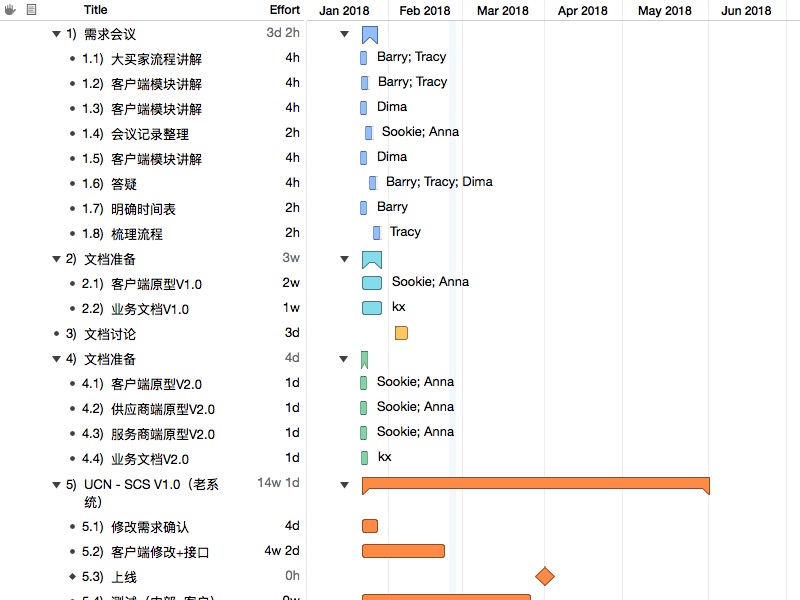 Title Effort Jan 2018 Feb 2018 Mar 2018 Apr 2018 May 2018 Jun 2018
1) 需求会议 3d 2h
1.1) 大买家流程讲解 4h Barry; Tracy
1.2) 客户端模块讲解 4h Barry; Tracy
1.3) 客户端模块讲解 4h Dima
1.4) 会议记录整理 2h Sookie; Anna
1.5) 客户端模块讲解 4h Dima
1.6) 答疑 4h Barry; Tracy; Dima
1.7) 明确时间表 2h Barry
1.8) 梳理流程 2h Tracy
2) 文档准备 3w
2.1) 客户端原型V1.0 2w Sookie; Anna
2.2) 业务文档V1.0 1w kx
3) 文档讨论 3d
4) 文档准备 4d
4.1) 客户端原型V2.0 1d Sookie; Anna
4.2) 供应商端原型V2.0 1d Sookie; Anna
4.3) 服务商端原型V2.0 1d Sookie; Anna
4.4) 业务文档V2.0 1d kx
5) UCN - SCS V1.0（老系 14w 1d
统）
5.1) 修改需求确认 4d
5.2) 客户端修改+接口 4w 2d
5.3) 上线 0h